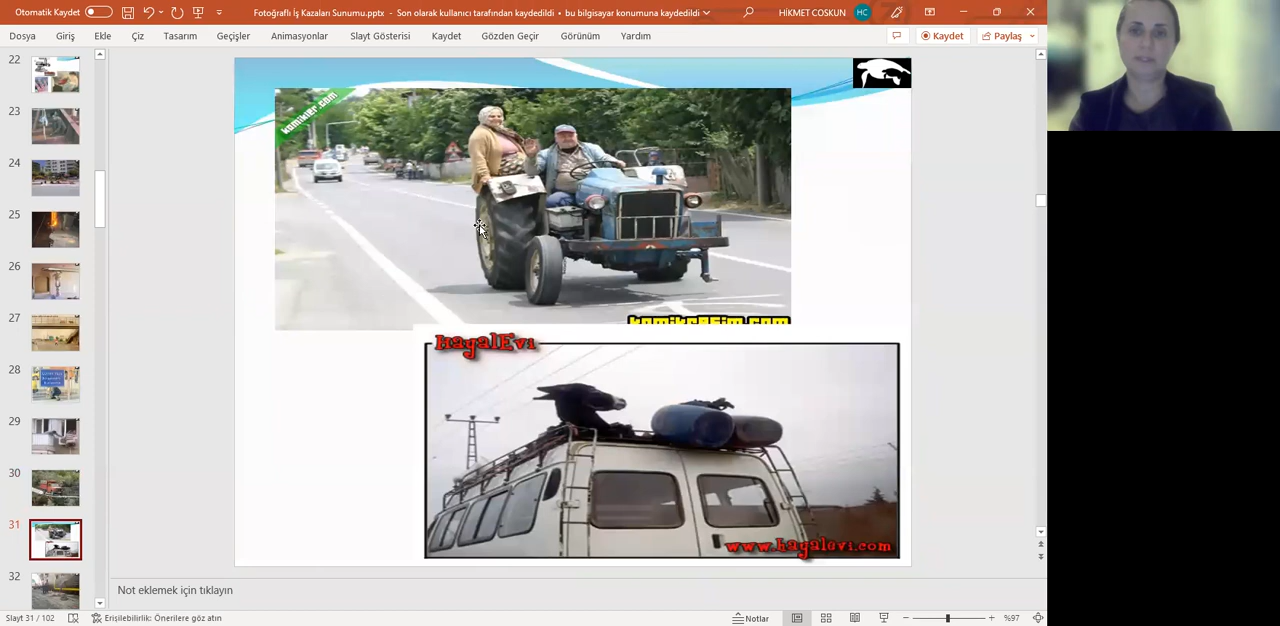 Otomatik Kaydet
Fotoğraflı İş Kazaları Sunumu.pptx - Son olarak kullanıcı tarafından kaydedildi • bu bilgisayar konumuna kaydedildi
HİKMET COSKUN
HC
Dosya Giriş Ekle Çiz Tasarım Geçişler Animasyonlar Slayt Gösterisi Kaydet Gözden Geçir Görünüm Yardım
Kaydet
Paylaş
22
23
24
25
26
27
28
29
30
31
32
komikler.com
komikresim.com
HayalEvi
www.hayalevi.com
Not eklemek için tıklayın
Slayt 31 / 102
Erişilebilirlik: Önerilere göz atın
Notlar
%97